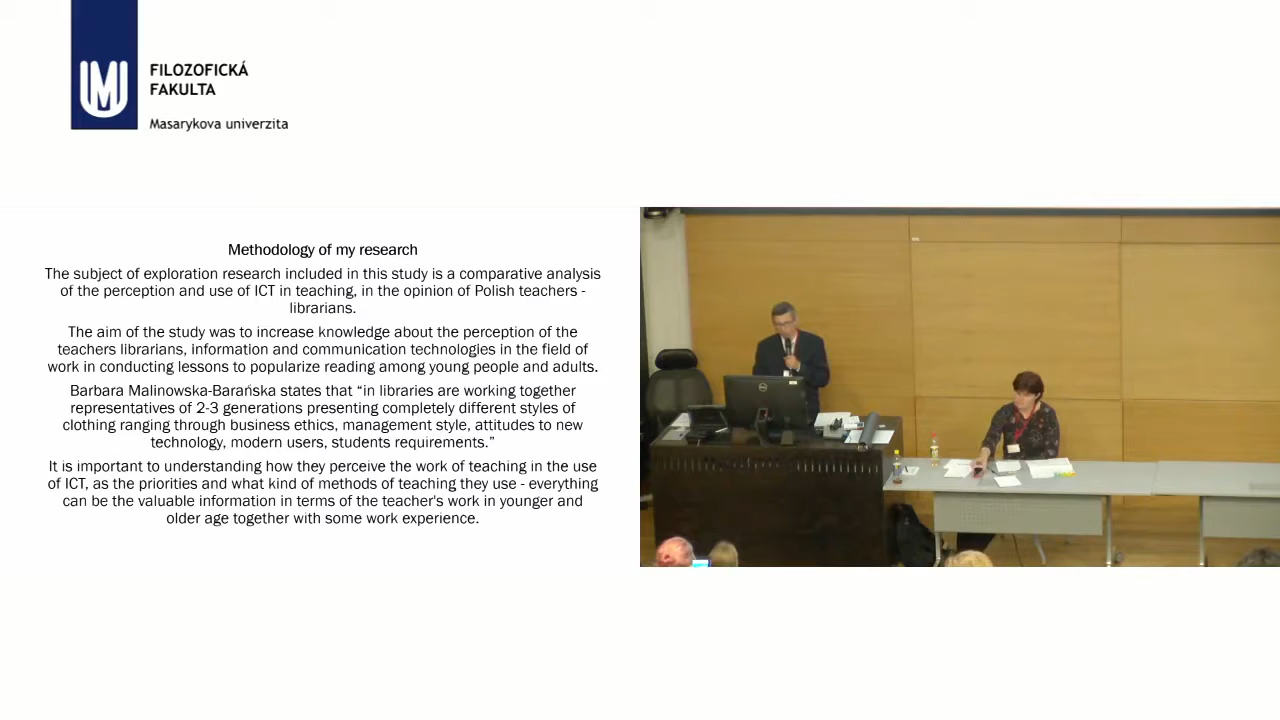 FILOZOFICKÁ
FAKULTA
Masarykova univerzita
Methodology of my research
The subject of exploration research included in this study is a comparative analysis
of the perception and use of ICT in teaching, in the opinion of Polish teachers -
librarians.
The aim of the study was to increase knowledge about the perception of the
teachers librarians, information and communication technologies in the field of
work in conducting lessons to popularize reading among young people and adults.
Barbara Malinowska-Barańska states that “in libraries are working together
representatives of 2-3 generations presenting completely different styles of
clothing ranging through business ethics, management style, attitudes to new
technology, modern users, students requirements.”
It is important to understanding how they perceive the work of teaching in the use
of ICT, as the priorities and what kind of methods of teaching they use - everything
can be the valuable information in terms of the teacher's work in younger and
older age together with some work experience.